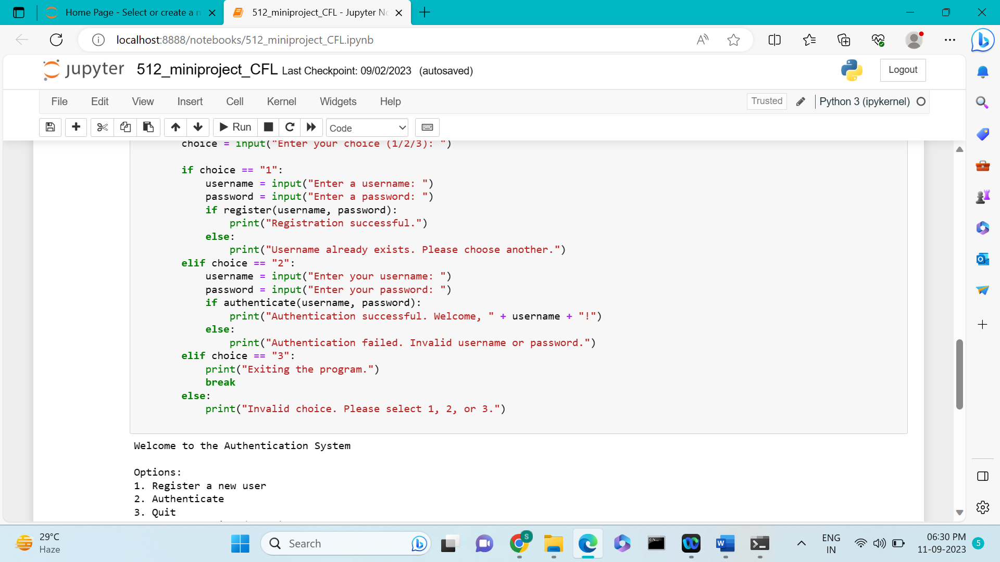 Home Page - Select or create a n
512_miniproject_CFL - Jupyter No
localhost:8888/notebooks/512_miniproject_CFL.ipynb
jupyter 512_miniproject_CFL Last Checkpoint: 09/02/2023 (autosaved)
Logout
File Edit View Insert Cell Kernel Widgets Help
Trusted
Python 3 (ipykernel)
Run
Code
choice = input("Enter your choice (1/2/3): ")
if choice == "1":
username = input("Enter a username: ")
password = input("Enter a password: ")
if register(username, password):
print("Registration successful.")
else:
print("Username already exists. Please choose another.")
elif choice == "2":
username = input("Enter your username: ")
password = input("Enter your password: ")
if authenticate(username, password):
print("Authentication successful. Welcome, " + username + "!")
else:
print("Authentication failed. Invalid username or password.")
elif choice == "3":
print("Exiting the program.")
break
else:
print("Invalid choice. Please select 1, 2, or 3.")
Welcome to the Authentication System
Options:
1. Register a new user
2. Authenticate
3. Quit
29°C
Haze
Search
S
ENG
IN
06:30 PM
11-09-2023
5